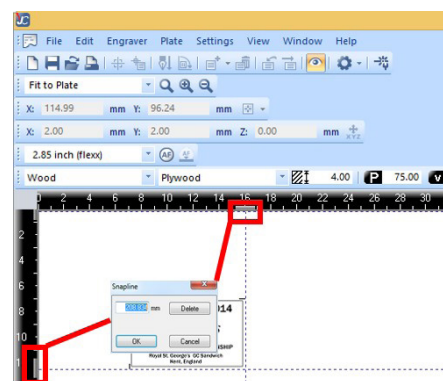 File Edit Engraver Plate Settings View Window Help
Fit to Plate
X: 114.99 mm Y: 96.24 mm
X: 2.00 mm Y: 2.00 mm Z: 0.00 mm
2.85 inch (flexx) AF
Wood Plywood 4.00 P 75.00 V
2 4 6 8 10 12 14 16 18 20 22 24 26 28 30
2
4
6
Snapline
mm Delete
8
14
10
OK Cancel
SHIP
Royal St. George's GC Sandwich
Kent, England